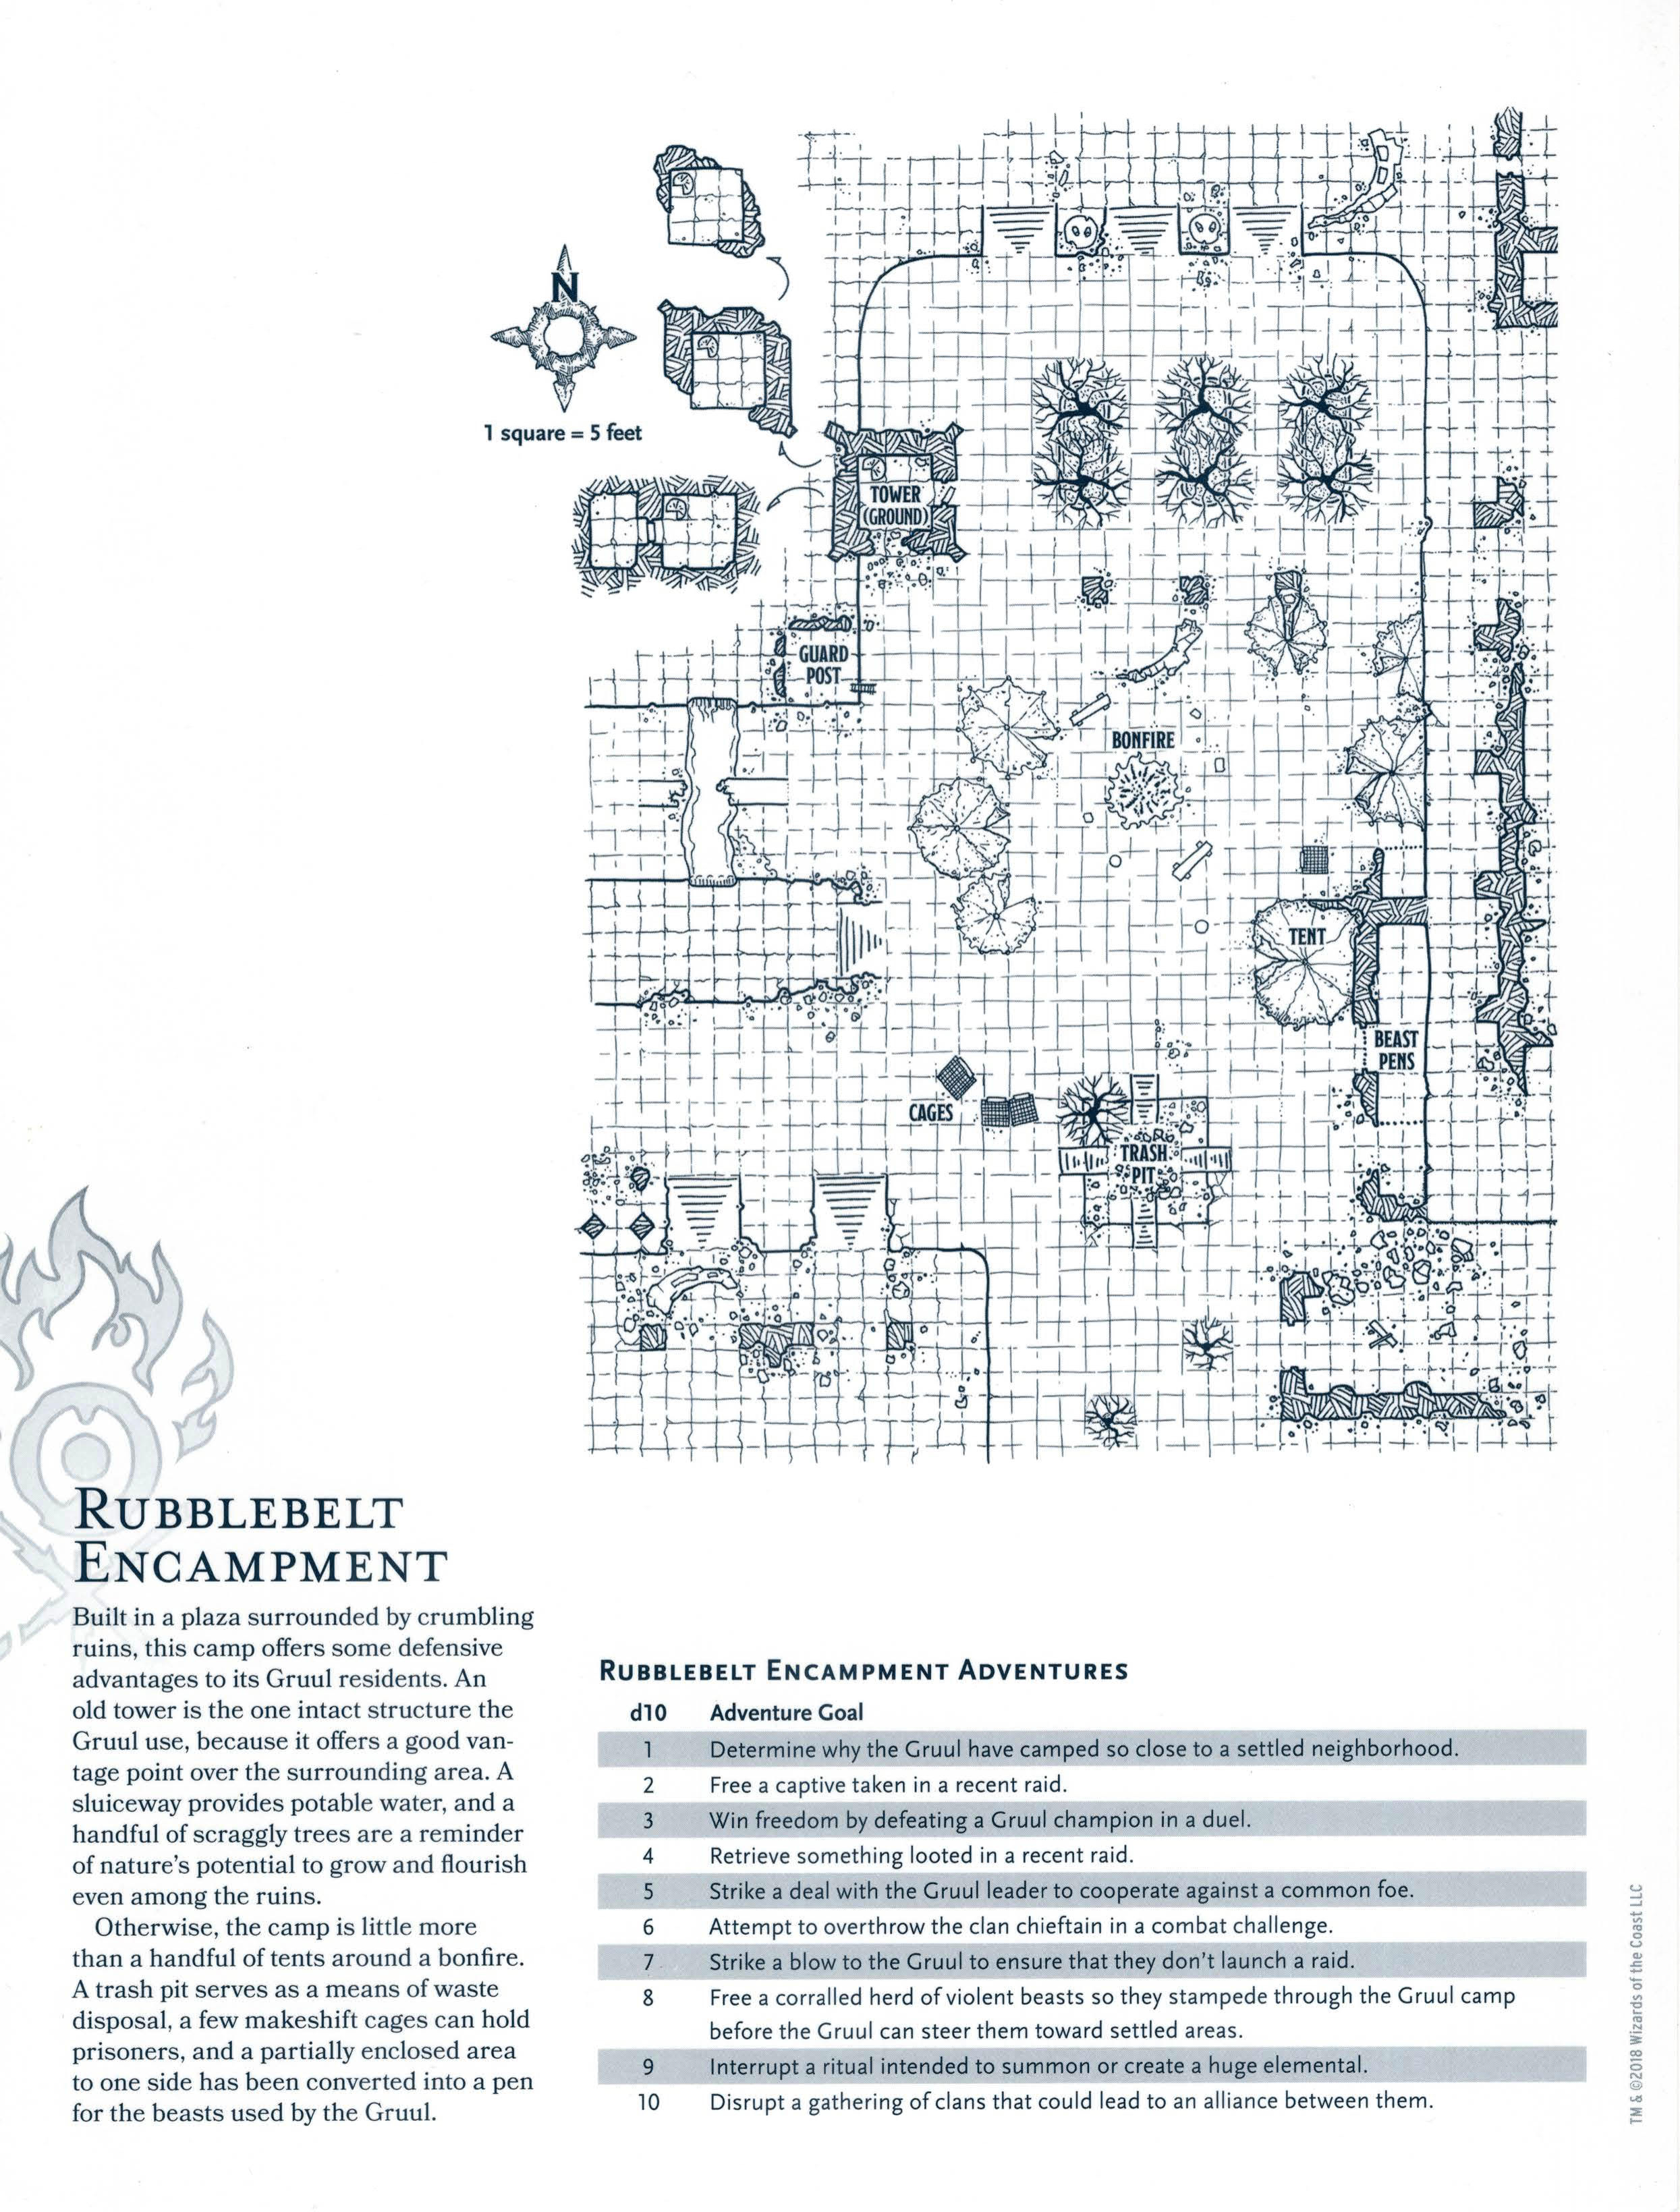 N
1 square = 5 feet
TOWER
(GROUND)
GUARD
POST
BONFIRE
TENT
BEAST
PENS
CAGES
TRASH
PIT
RUBBLEBELT
ENCAMPMENT
Built in a plaza surrounded by crumbling
ruins, this camp offers some defensive
advantages to its Gruul residents. An
old tower is the one intact structure the
Gruul use, because it offers a good van-
tage point over the surrounding area. A
sluiceway provides potable water, and a
handful of scraggly trees are a reminder
of nature's potential to grow and flourish
even among the ruins.
Otherwise, the camp is little more
than a handful of tents around a bonfire.
A trash pit serves as a means of waste
disposal, a few makeshift cages can hold
prisoners, and a partially enclosed area
to one side has been converted into a pen
for the beasts used by the Gruul.
RUBBLEBELT ENCAMPMENT ADVENTURES
d10 Adventure Goal
1 Determine why the Gruul have camped so close to a settled neighborhood.
2 Free a captive taken in a recent raid.
3 Win freedom by defeating a Gruul champion in a duel.
4 Retrieve something looted in a recent raid.
5 Strike a deal with the Gruul leader to cooperate against a common foe.
6 Attempt to overthrow the clan chieftain in a combat challenge.
7 Strike a blow to the Gruul to ensure that they don't launch a raid.
8 Free a corralled herd of violent beasts so they stampede through the Gruul camp
before the Gruul can steer them toward settled areas.
9 Interrupt a ritual intended to summon or create a huge elemental.
10 Disrupt a gathering of clans that could lead to an alliance between them.
TM & ©2018 Wizards of the Coast LLC